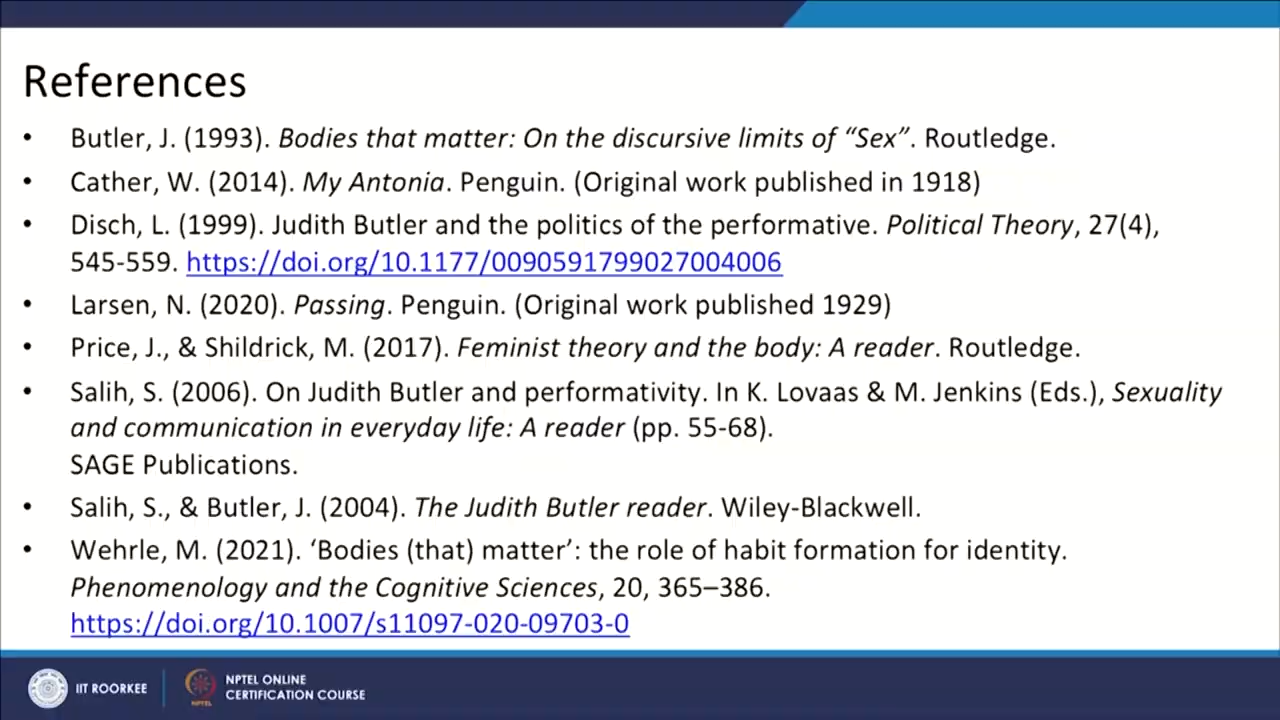 References
• Butler, J. (1993). Bodies that matter: On the discursive limits of “Sex”. Routledge.
• Cather, W. (2014). My Antonia. Penguin. (Original work published in 1918)
• Disch, L. (1999). Judith Butler and the politics of the performative. Political Theory, 27(4),
545-559. https://doi.org/10.1177/0090591799027004006
• Larsen, N. (2020). Passing. Penguin. (Original work published 1929)
• Price, J., & Shildrick, M. (2017). Feminist theory and the body: A reader. Routledge.
• Salih, S. (2006). On Judith Butler and performativity. In K. Lovaas & M. Jenkins (Eds.), Sexuality
and communication in everyday life: A reader (pp. 55-68).
SAGE Publications.
• Salih, S., & Butler, J. (2004). The Judith Butler reader. Wiley-Blackwell.
• Wehrle, M. (2021). ‘Bodies (that) matter’: the role of habit formation for identity.
Phenomenology and the Cognitive Sciences, 20, 365–386.
https://doi.org/10.1007/s11097-020-09703-0
IIT ROORKEE
NPTEL
NPTEL ONLINE
CERTIFICATION COURSE